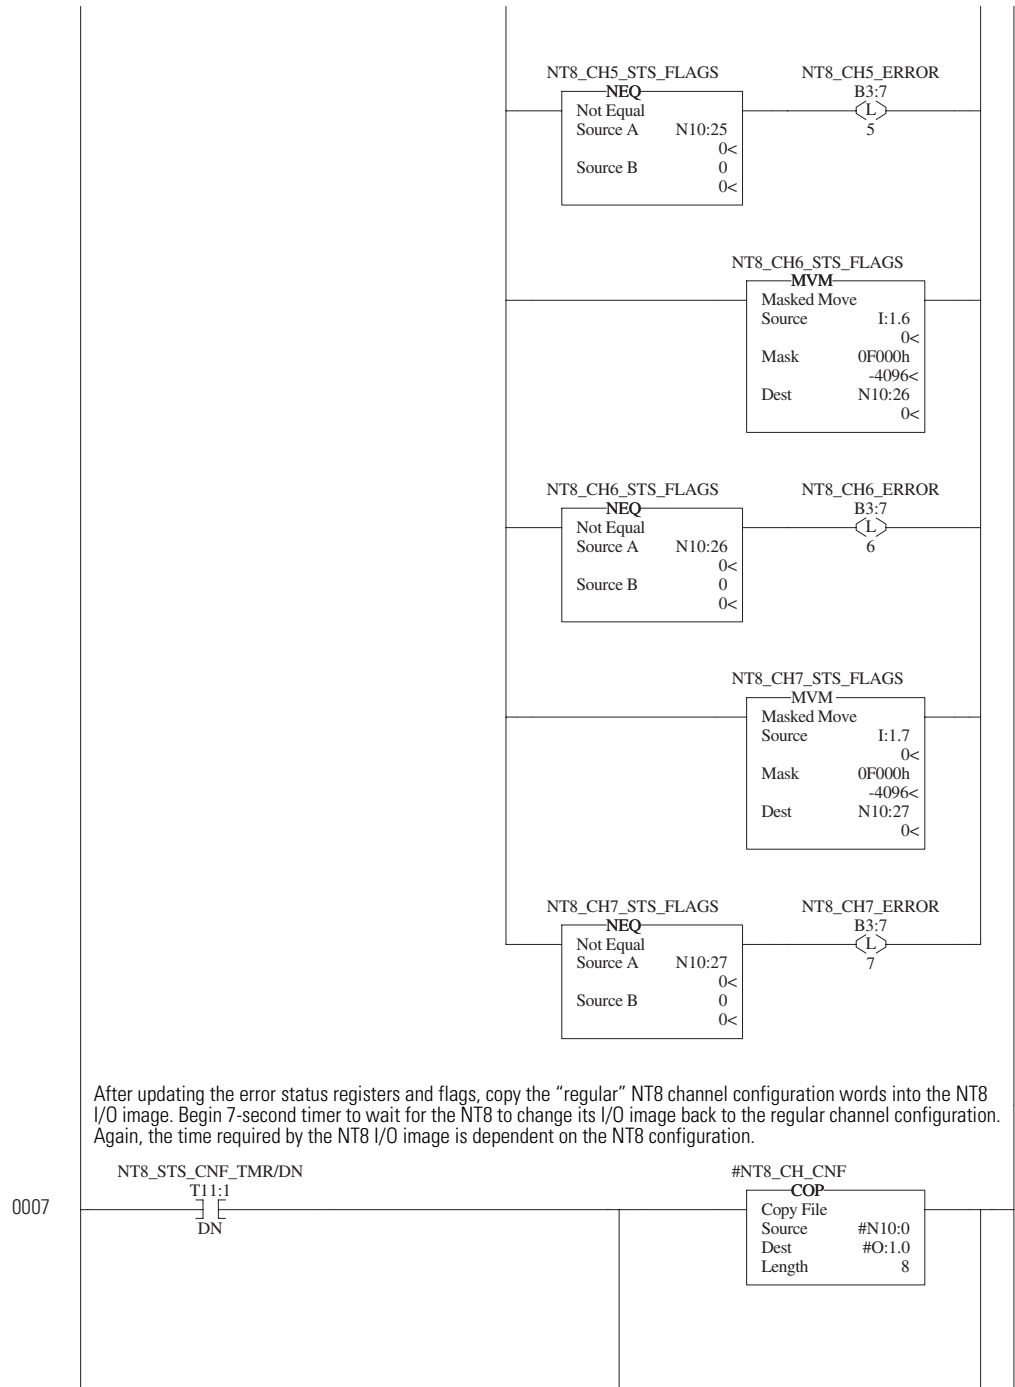 NT8_CH5_STS_FLAGS NT8_CH5_ERROR
NEQ B3:7
Not Equal L
Source A N10:25 5
0<
Source B 0
0<
NT8_CH6_STS_FLAGS
MVM
Masked Move
Source I:1.6
0<
Mask 0F000h
-4096<
Dest N10:26
0<
NT8_CH6_STS_FLAGS NT8_CH6_ERROR
NEQ B3:7
Not Equal L
Source A N10:26 6
0<
Source B 0
0<
NT8_CH7_STS_FLAGS
MVM
Masked Move
Source I:1.7
0<
Mask 0F000h
-4096<
Dest N10:27
0<
NT8_CH7_STS_FLAGS NT8_CH7_ERROR
NEQ B3:7
Not Equal L
Source A N10:27 7
0<
Source B 0
0<
After updating the error status registers and flags, copy the “regular” NT8 channel configuration words into the NT8
I/O image. Begin 7-second timer to wait for the NT8 to change its I/O image back to the regular channel configuration.
Again, the time required by the NT8 I/O image is dependent on the NT8 configuration.
NT8_STS_CNF_TMR/DN #NT8_CH_CNF
T11:1 COP
0007 Copy File
DN Source #N10:0
Dest #O:1.0
Length 8